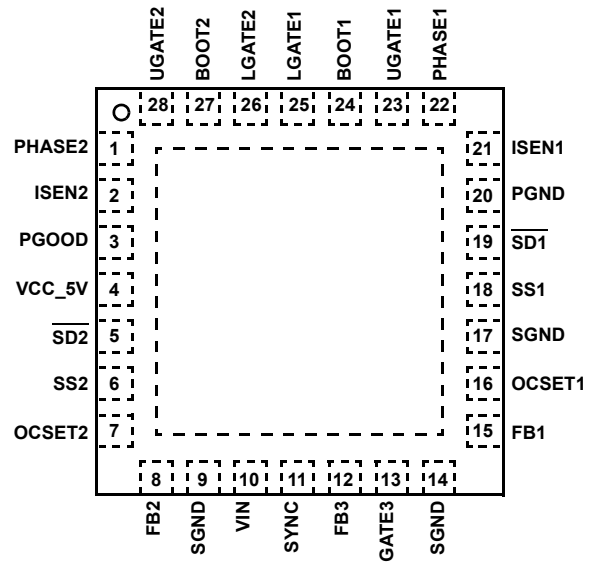 UGATE2
BOOT2
LGATE2
LGATE1
BOOT1
UGATE1
PHASE1
28 27 26 25 24 23 22
PHASE2 1 21 ISEN1
ISEN2 2 20 PGND
PGOOD 3 19 SD1
VCC_5V 4 18 SS1
SD2 5 17 SGND
SS2 6 16 OCSET1
OCSET2 7 15 FB1
8 9 10 11 12 13 14
FB2
SGND
VIN
SYNC
FB3
GATE3
SGND